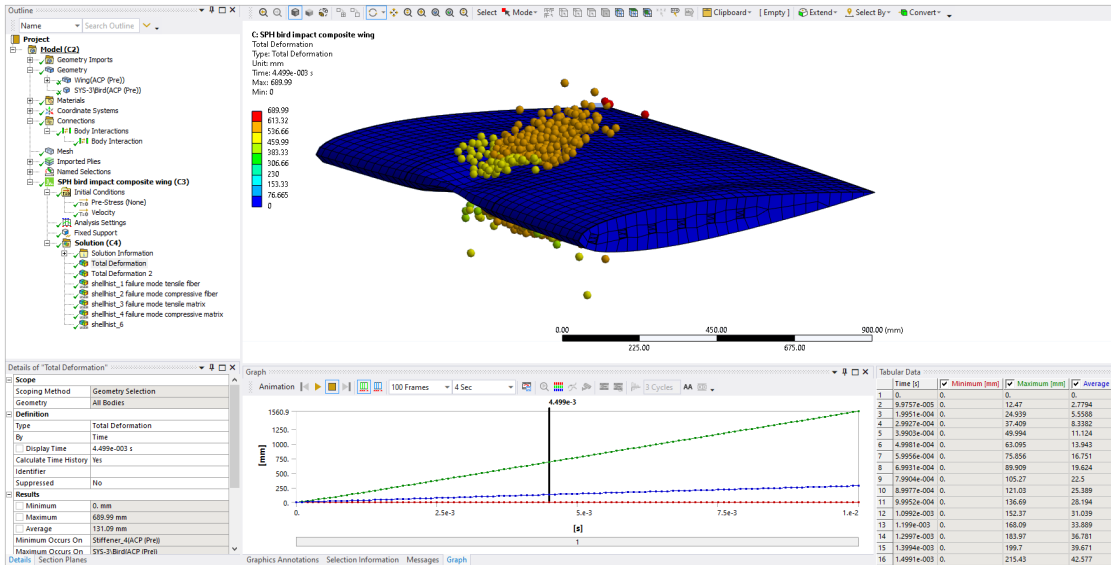 Outline
Name
Search Outline
Project
Model (C2)
Geometry Imports
Geometry
Wing(ACP (Pre))
SYS-3\Bird(ACP (Pre))
Materials
Coordinate Systems
Connections
Body Interactions
Body Interaction
Mesh
Imported Plies
Named Selections
SPH bird impact composite wing (C3)
Initial Conditions
Pre-Stress (None)
Velocity
Analysis Settings
Fixed Support
Solution (C4)
Solution Information
Total Deformation
Total Deformation 2
shellhist_1 failure mode tensile fiber
shellhist_2 failure mode compressive fiber
shellhist_3 failure mode tensile matrix
shellhist_4 failure mode compressive matrix
shellhist_6
Select Mode Clipboard [ Empty ] Extend Select By Convert
C: SPH bird impact composite wing
Total Deformation
Type: Total Deformation
Unit: mm
Time: 4.499e-003 s
Max: 689.99
Min: 0
689.99
613.32
536.66
459.99
383.33
306.66
230
153.33
76.665
0
0.00 450.00 900.00 (mm)
225.00 675.00
Details of "Total Deformation"
Scope
Scoping Method Geometry Selection
Geometry All Bodies
Definition
Type Total Deformation
By Time
Display Time 4.499e-003 s
Calculate Time History Yes
Identifier
Suppressed No
Results
Minimum 0. mm
Maximum 689.99 mm
Average 131.09 mm
Minimum Occurs On Stiffener_4(ACP (Pre))
Maximum Occurs On SYS-3\Bird(ACP (Pre))
Details Section Planes
Graph
Animation 100 Frames 4 Sec 3 Cycles AA
4.499e-3
1560.9
1250.
1000.
750.
500.
250.
0.
[mm]
0. 2.5e-3 5.e-3 7.5e-3 1.e-2
[s]
1
Graphics Annotations Selection Information Messages Graph
Tabular Data
Time [s] Minimum [mm] Maximum [mm] Average
1 0. 0. 0. 0.
2 9.9757e-005 0. 12.47 2.7794
3 1.9951e-004 0. 24.939 5.5588
4 2.9927e-004 0. 37.409 8.3382
5 3.9903e-004 0. 49.994 11.124
6 4.9981e-004 0. 63.095 13.943
7 5.9956e-004 0. 75.856 16.751
8 6.9931e-004 0. 89.909 19.624
9 7.9904e-004 0. 105.27 22.5
10 8.9977e-004 0. 121.03 25.389
11 9.9952e-004 0. 136.69 28.194
12 1.0992e-003 0. 152.37 31.039
13 1.199e-003 0. 168.09 33.889
14 1.2997e-003 0. 183.97 36.781
15 1.3994e-003 0. 199.7 39.671
16 1.4991e-003 0. 215.43 42.577